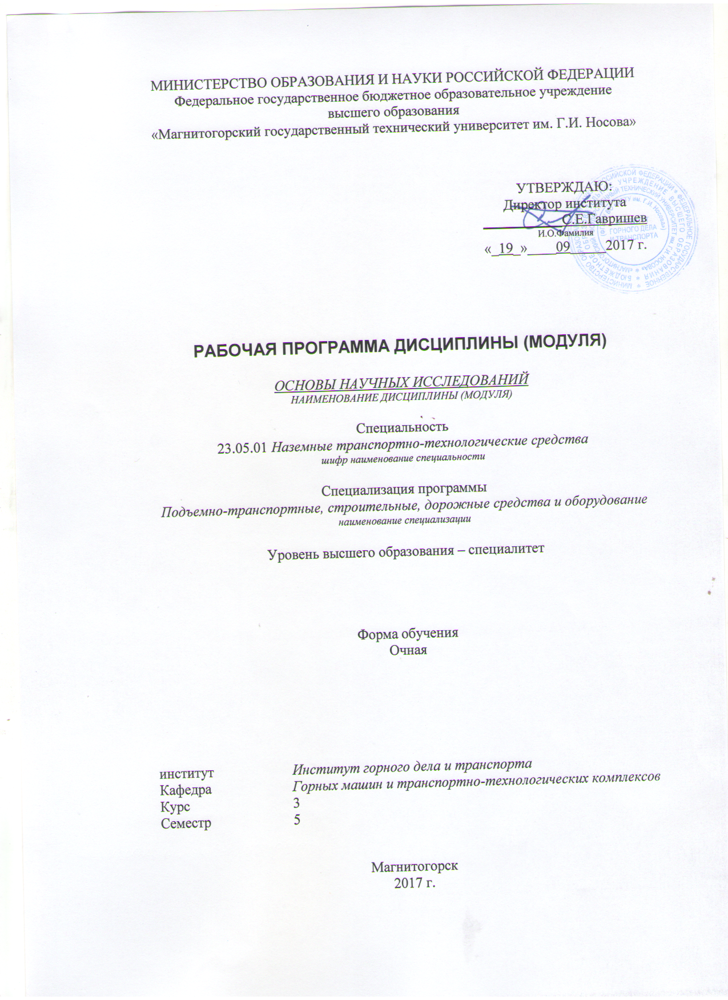 МИНИСТЕРСТВО ОБРАЗОВАНИЯ И НАУКИ РОССИЙСКОЙ ФЕДЕРАЦИИ
Федеральное государственное бюджетное образовательное учреждение
высшего образования
«Магнитогорский государственный технический университет им. Г.И. Носова»
УТВЕРЖДАЮ:
Директор института
___________С.Е.Гавришев
И.О.Фамилия
«_19_»____09_____2017 г.
ГОРНОГО ДЕЛА
И ТРАНСПОРТА
РАБОЧАЯ ПРОГРАММА ДИСЦИПЛИНЫ (МОДУЛЯ)
ОСНОВЫ НАУЧНЫХ ИССЛЕДОВАНИЙ
НАИМЕНОВАНИЕ ДИСЦИПЛИНЫ (МОДУЛЯ)
Специальность
23.05.01 Наземные транспортно-технологические средства
шифр наименование специальности
Специализация программы
Подъемно-транспортные, строительные, дорожные средства и оборудование
наименование специализации
Уровень высшего образования – специалитет
Форма обучения
Очная
институт Институт горного дела и транспорта
Кафедра Горных машин и транспортно-технологических комплексов
Курс 3
Семестр 5
Магнитогорск
2017 г.